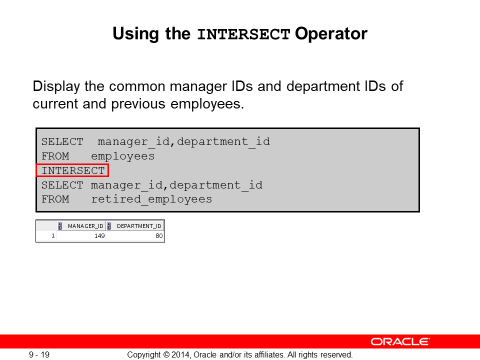 Using the INTERSECT Operator
Display the common manager IDs and department IDs of
current and previous employees.
SELECT  manager_id,department_id
FROM   employees
INTERSECT
SELECT manager_id,department_id
FROM   retired_employees
MANAGER_ID DEPARTMENT_ID
1 149 80
ORACLE
9 - 19 Copyright © 2014, Oracle and/or its affiliates. All rights reserved.